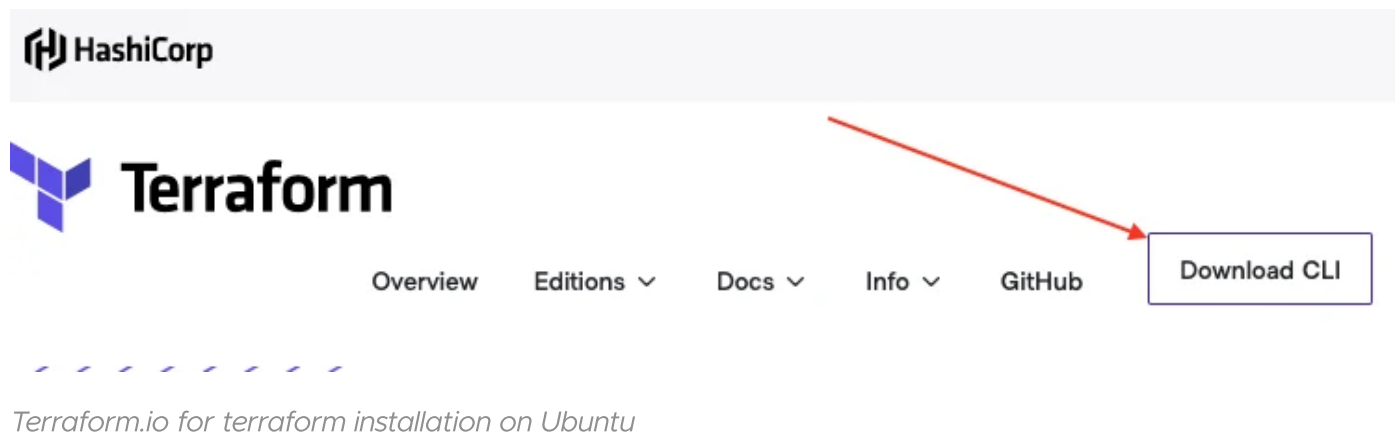 HashiCorp
Terraform
Overview Editions Docs Info GitHub Download CLI
Terraform.io for terraform installation on Ubuntu